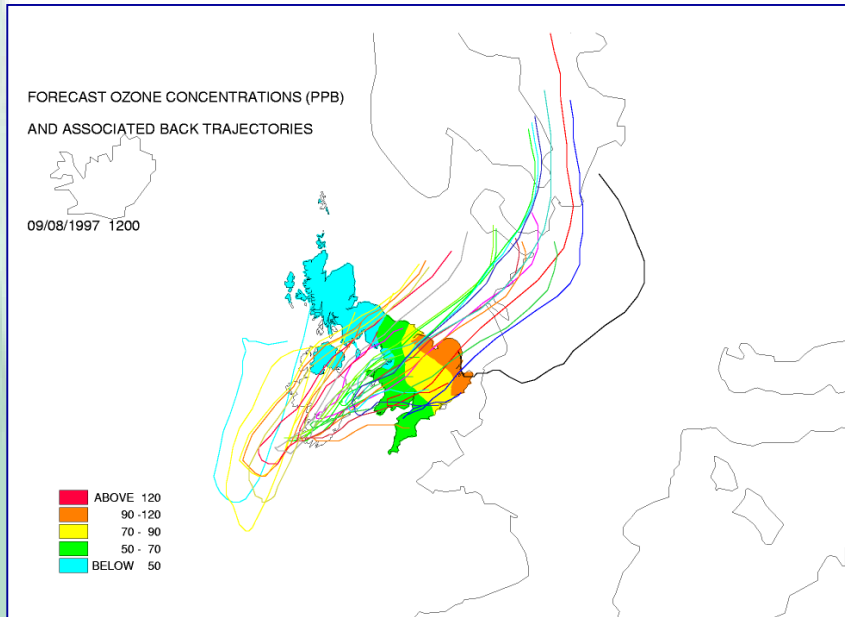 FORECAST OZONE CONCENTRATIONS (PPB)
AND ASSOCIATED BACK TRAJECTORIES
09/08/1997 1200
ABOVE 120
90 -120
70 - 90
50 - 70
BELOW 50